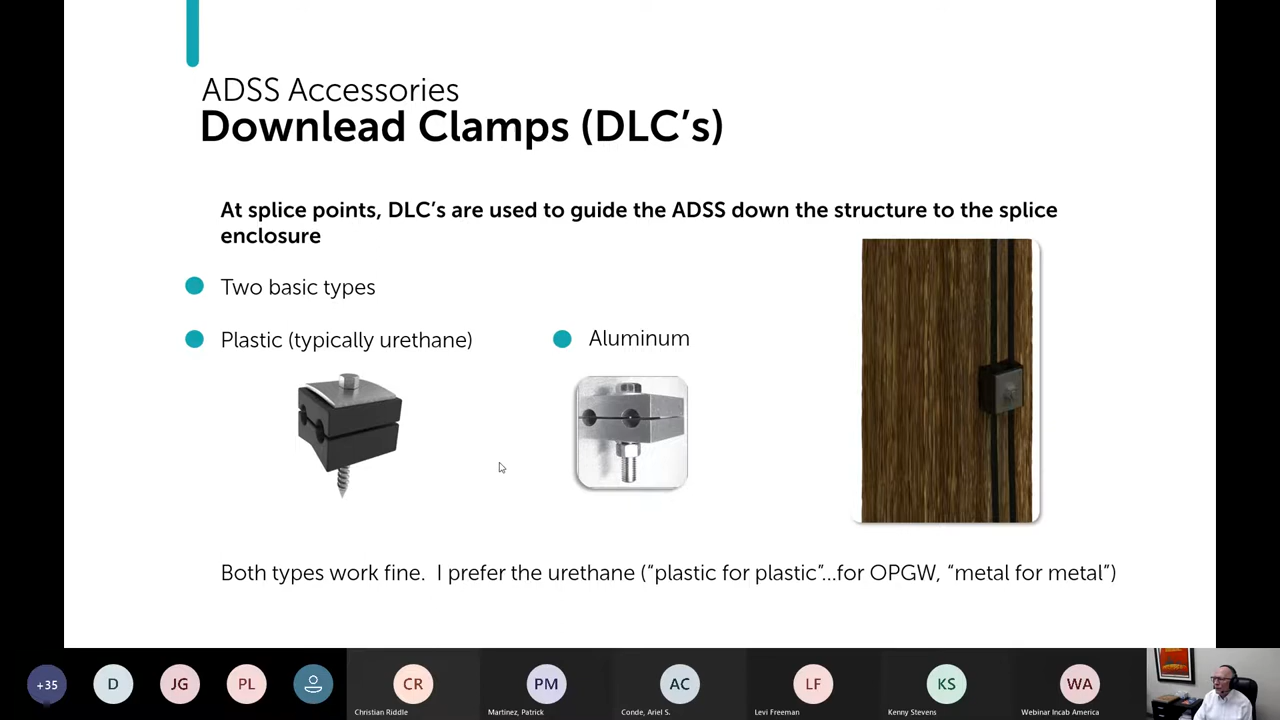 ADSS Accessories
Downlead Clamps (DLC’s)
At splice points, DLC’s are used to guide the ADSS down the structure to the splice
enclosure
Two basic types
Plastic (typically urethane)
Aluminum
Both types work fine.  I prefer the urethane (“plastic for plastic”...for OPGW, “metal for metal”)
+35
D
JG
PL
CR
PM
AC
LF
KS
WA
Christian Riddle
Martinez, Patrick
Conde, Ariel S.
Levi Freeman
Kenny Stevens
Webinar Incab America